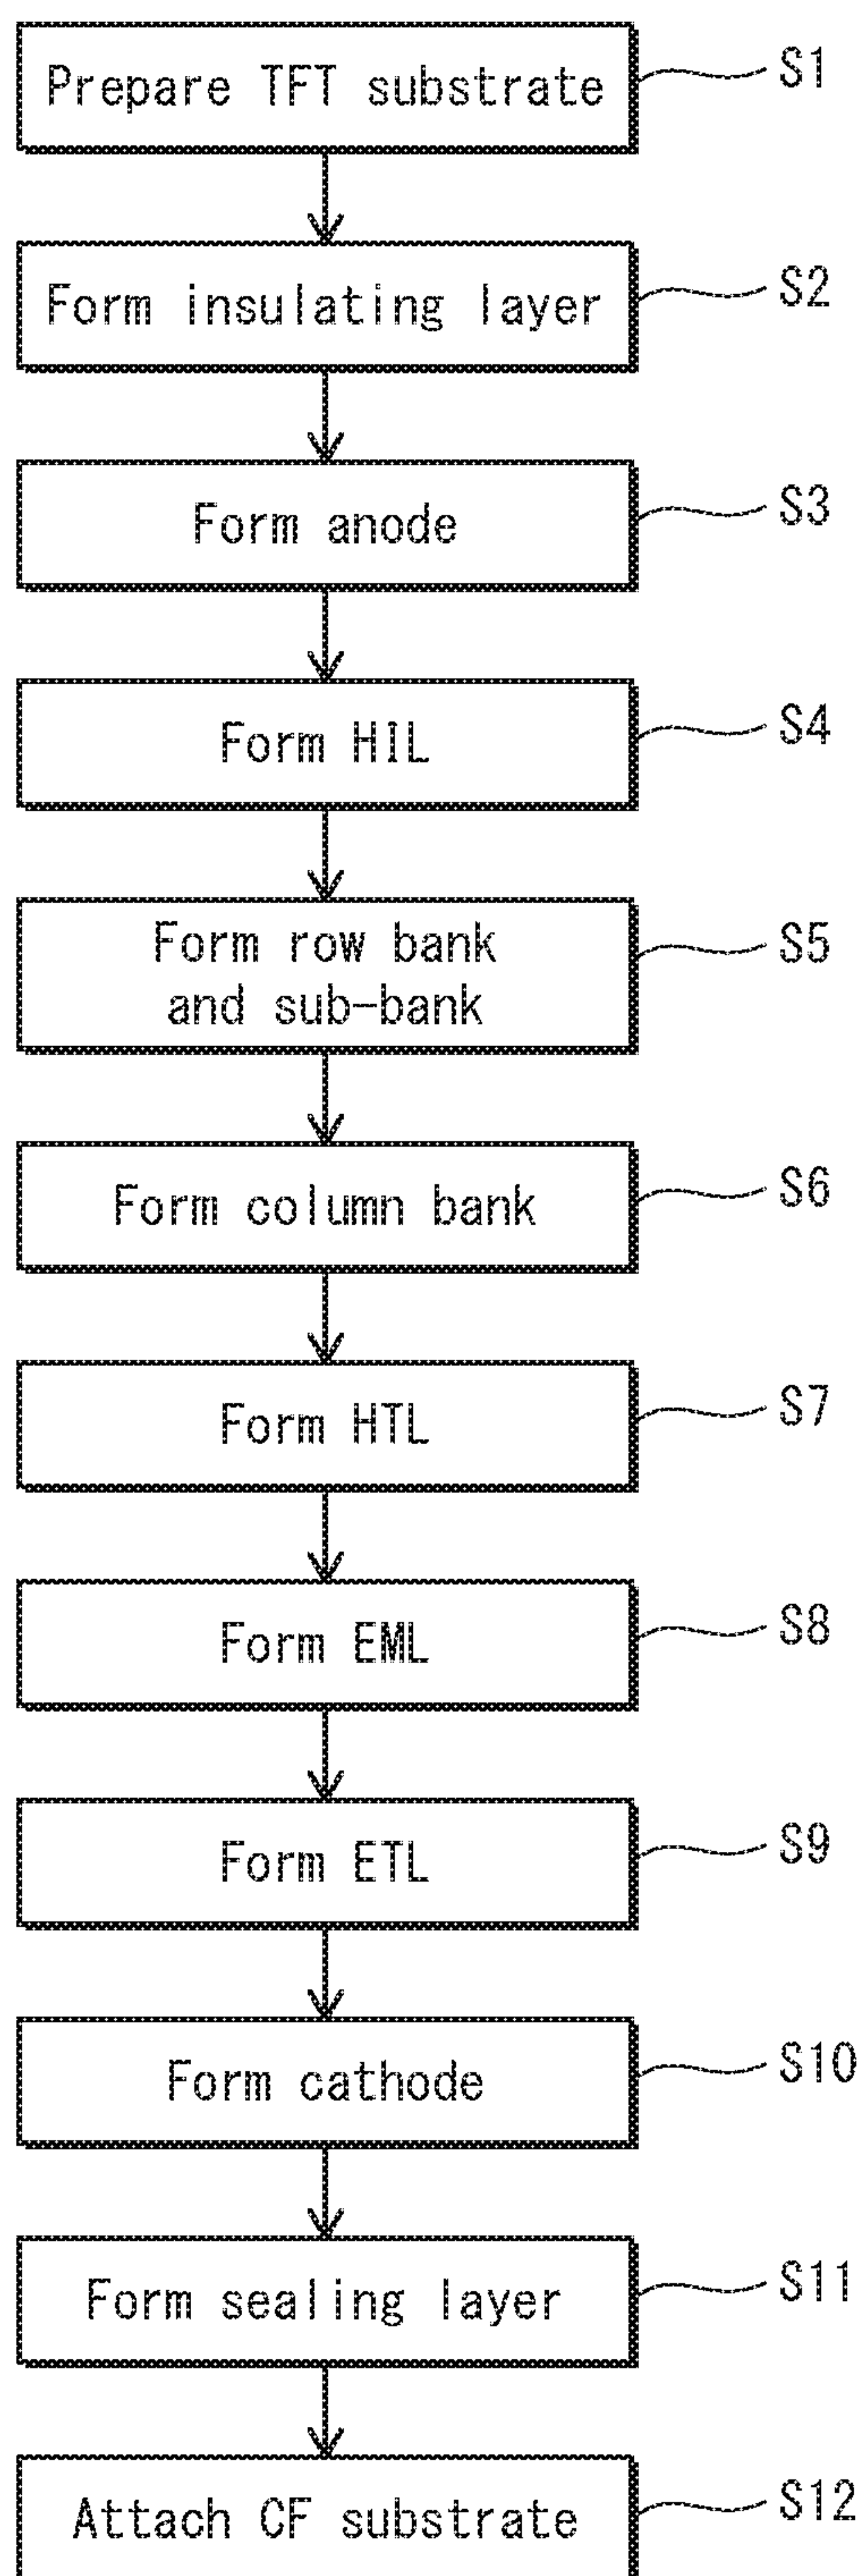 Prepare TFT substrate S1
Form insulating layer S2
Form anode S3
Form HIL S4
Form row bank S5
and sub-bank
Form column bank S6
Form HTL S7
Form EML S8
Form ETL S9
Form cathode S10
Form sealing layer S11
Attach CF substrate S12